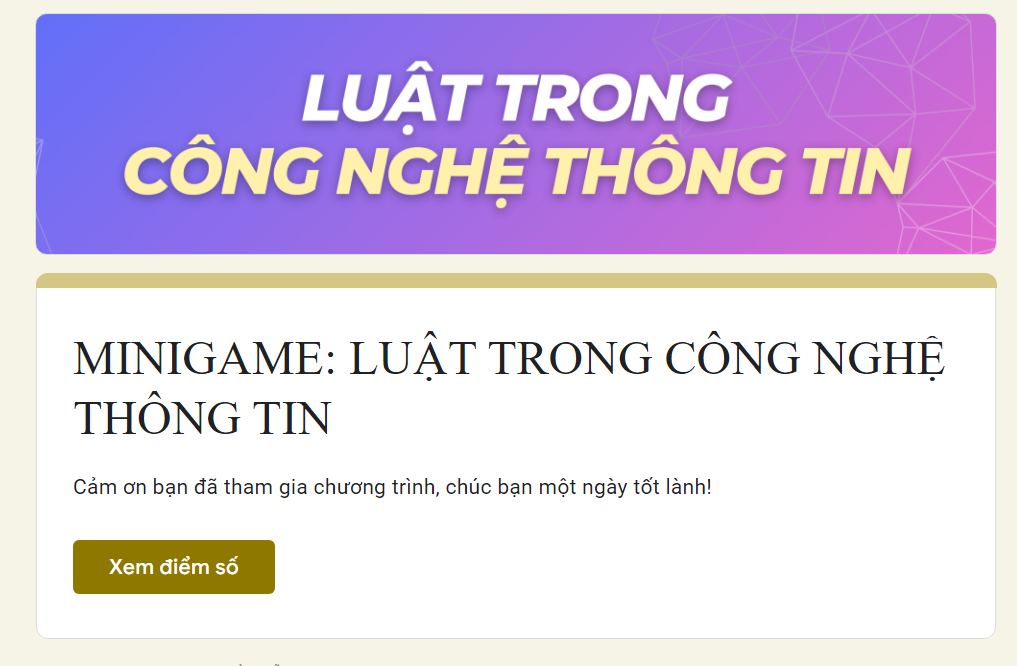 LUẬT TRONG
CÔNG NGHỆ THÔNG TIN
MINIGAME: LUẬT TRONG CÔNG NGHỆ
THÔNG TIN
Cảm ơn bạn đã tham gia chương trình, chúc bạn một ngày tốt lành!
Xem điểm số